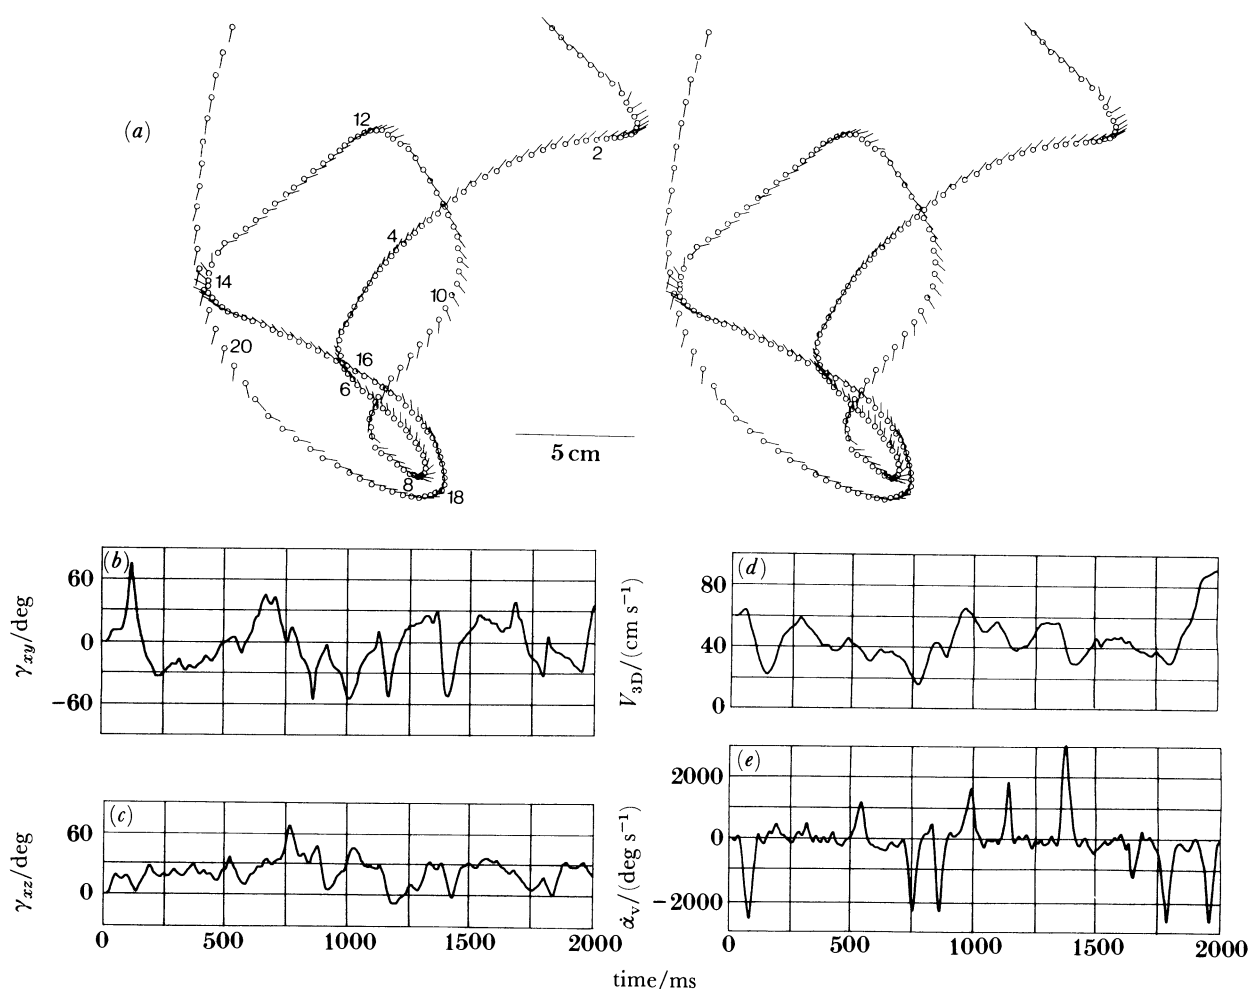 (a)
12
2
4
14
10
20
16
6
5 cm
8
18
(b)
60
0
−60
γxy/deg
(d)
80
40
0
V3D/(cm s−1)
(c)
60
0
γxz/deg
0 500 1000 1500 2000
(e)
2000
0
−2000
α̇v/(deg s−1)
0 500 1000 1500 2000
time/ms